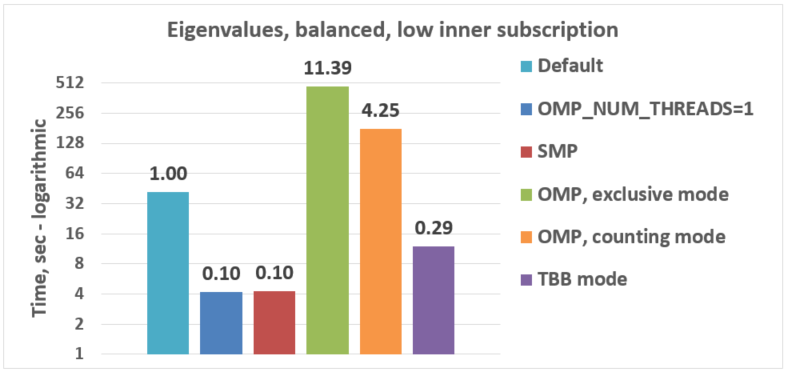 Eigenvalues, balanced, low inner subscription
Time, sec - logarithmic
512
256
128
64
32
16
8
4
2
1
1.00
0.10
0.10
11.39
4.25
0.29
Default
OMP_NUM_THREADS=1
SMP
OMP, exclusive mode
OMP, counting mode
TBB mode